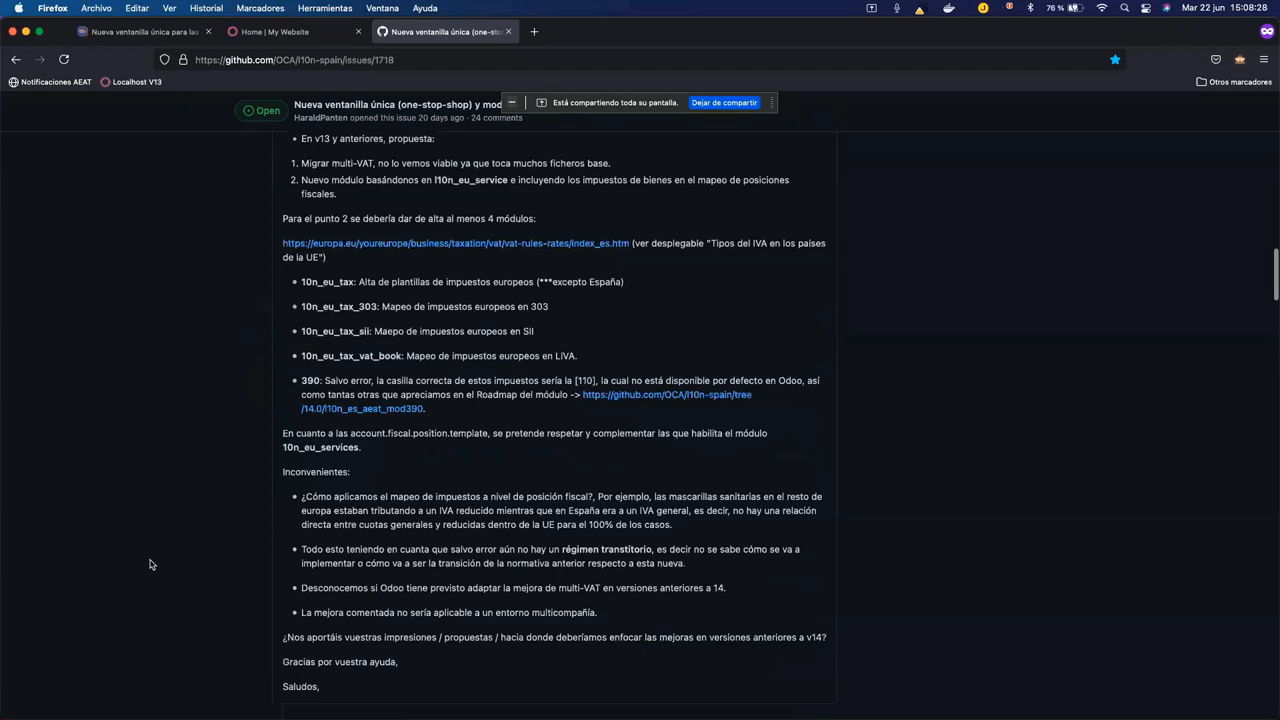 Firefox Archivo Editar Ver Historial Marcadores Herramientas Ventana Ayuda 76 % Mar 22 jun 15:08:28
Nueva ventanilla única para las Home | My Website Nueva ventanilla única (one-sto
https://github.com/OCA/l10n-spain/issues/1718
Notificaciones AEAT Localhost V13 Otros marcadores
Está compartiendo toda su pantalla. Dejar de compartir
Open Nueva ventanilla única (one-stop-shop) y mod
HaraldPanten opened this issue 20 days ago · 24 comments
En v13 y anteriores, propuesta:
1. Migrar multi-VAT, no lo vemos viable ya que toca muchos ficheros base.
2. Nuevo módulo basándonos en l10n_eu_service e incluyendo los impuestos de bienes en el mapeo de posiciones
fiscales.
Para el punto 2 se debería dar de alta al menos 4 módulos:
https://europa.eu/youreurope/business/taxation/vat/vat-rules-rates/index_es.htm (ver desplegable "Tipos del IVA en los países
de la UE")
10n_eu_tax: Alta de plantillas de impuestos europeos (***excepto España)
10n_eu_tax_303: Mapeo de impuestos europeos en 303
10n_eu_tax_sii: Maepo de impuestos europeos en SII
10n_eu_tax_vat_book: Mapeo de impuestos europeos en LIVA.
390: Salvo error, la casilla correcta de estos impuestos sería la [110], la cual no está disponible por defecto en Odoo, así
como tantas otras que apreciamos en el Roadmap del módulo -> https://github.com/OCA/l10n-spain/tree
/14.0/l10n_es_aeat_mod390.
En cuanto a las account.fiscal.position.template, se pretende respetar y complementar las que habilita el módulo
10n_eu_services.
Inconvenientes:
¿Cómo aplicamos el mapeo de impuestos a nivel de posición fiscal?, Por ejemplo, las mascarillas sanitarias en el resto de
europa estaban tributando a un IVA reducido mientras que en España era a un IVA general, es decir, no hay una relación
directa entre cuotas generales y reducidas dentro de la UE para el 100% de los casos.
Todo esto teniendo en cuenta que salvo error aún no hay un régimen transtitorio, es decir no se sabe cómo se va a
implementar o cómo va a ser la transición de la normativa anterior respecto a esta nueva.
Desconocemos si Odoo tiene previsto adaptar la mejora de multi-VAT en versiones anteriores a 14.
La mejora comentada no sería aplicable a un entorno multicompañía.
¿Nos aportáis vuestras impresiones / propuestas / hacia donde deberíamos enfocar las mejoras en versiones anteriores a v14?
Gracias por vuestra ayuda,
Saludos,